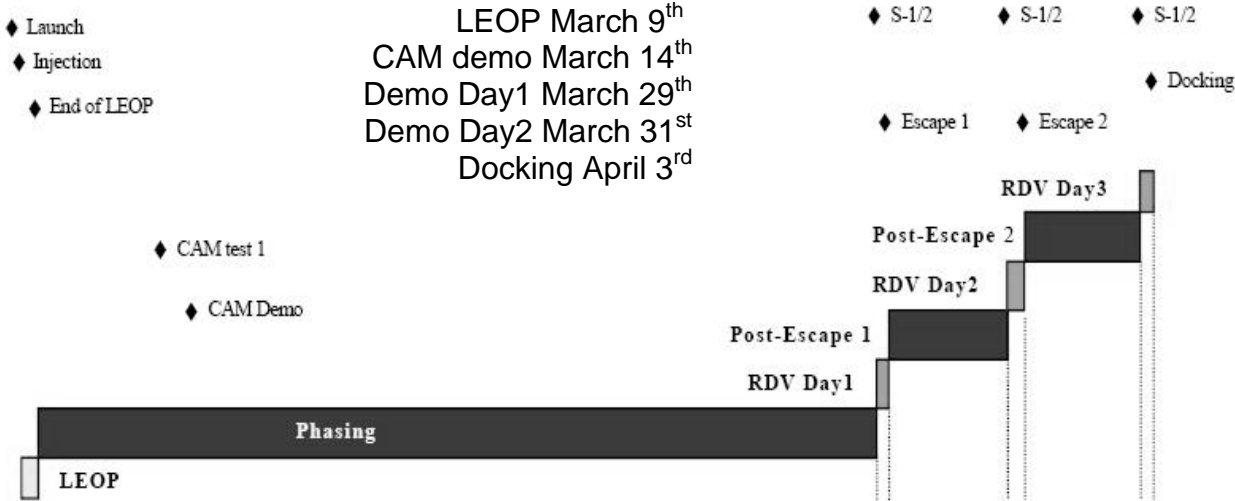 LEOP March 9th
CAM demo March 14th
Demo Day1 March 29th
Demo Day2 March 31st
Docking April 3rd
Launch
Injection
End of LEOP
S-1/2
S-1/2
S-1/2
Docking
Escape 1
Escape 2
CAM test 1
CAM Demo
RDV Day3
Post-Escape 2
RDV Day2
Post-Escape 1
RDV Day1
Phasing
LEOP